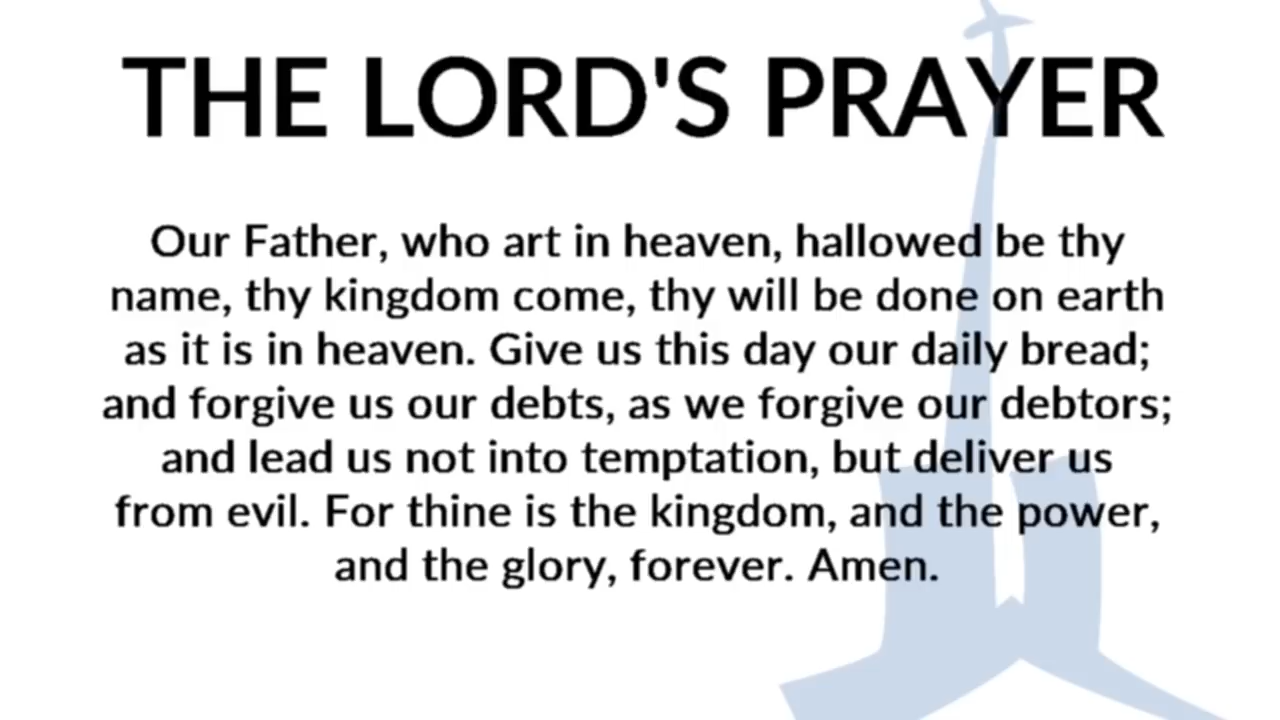 THE LORD'S PRAYER
Our Father, who art in heaven, hallowed be thy
name, thy kingdom come, thy will be done on earth
as it is in heaven. Give us this day our daily bread;
and forgive us our debts, as we forgive our debtors;
and lead us not into temptation, but deliver us
from evil. For thine is the kingdom, and the power,
and the glory, forever. Amen.